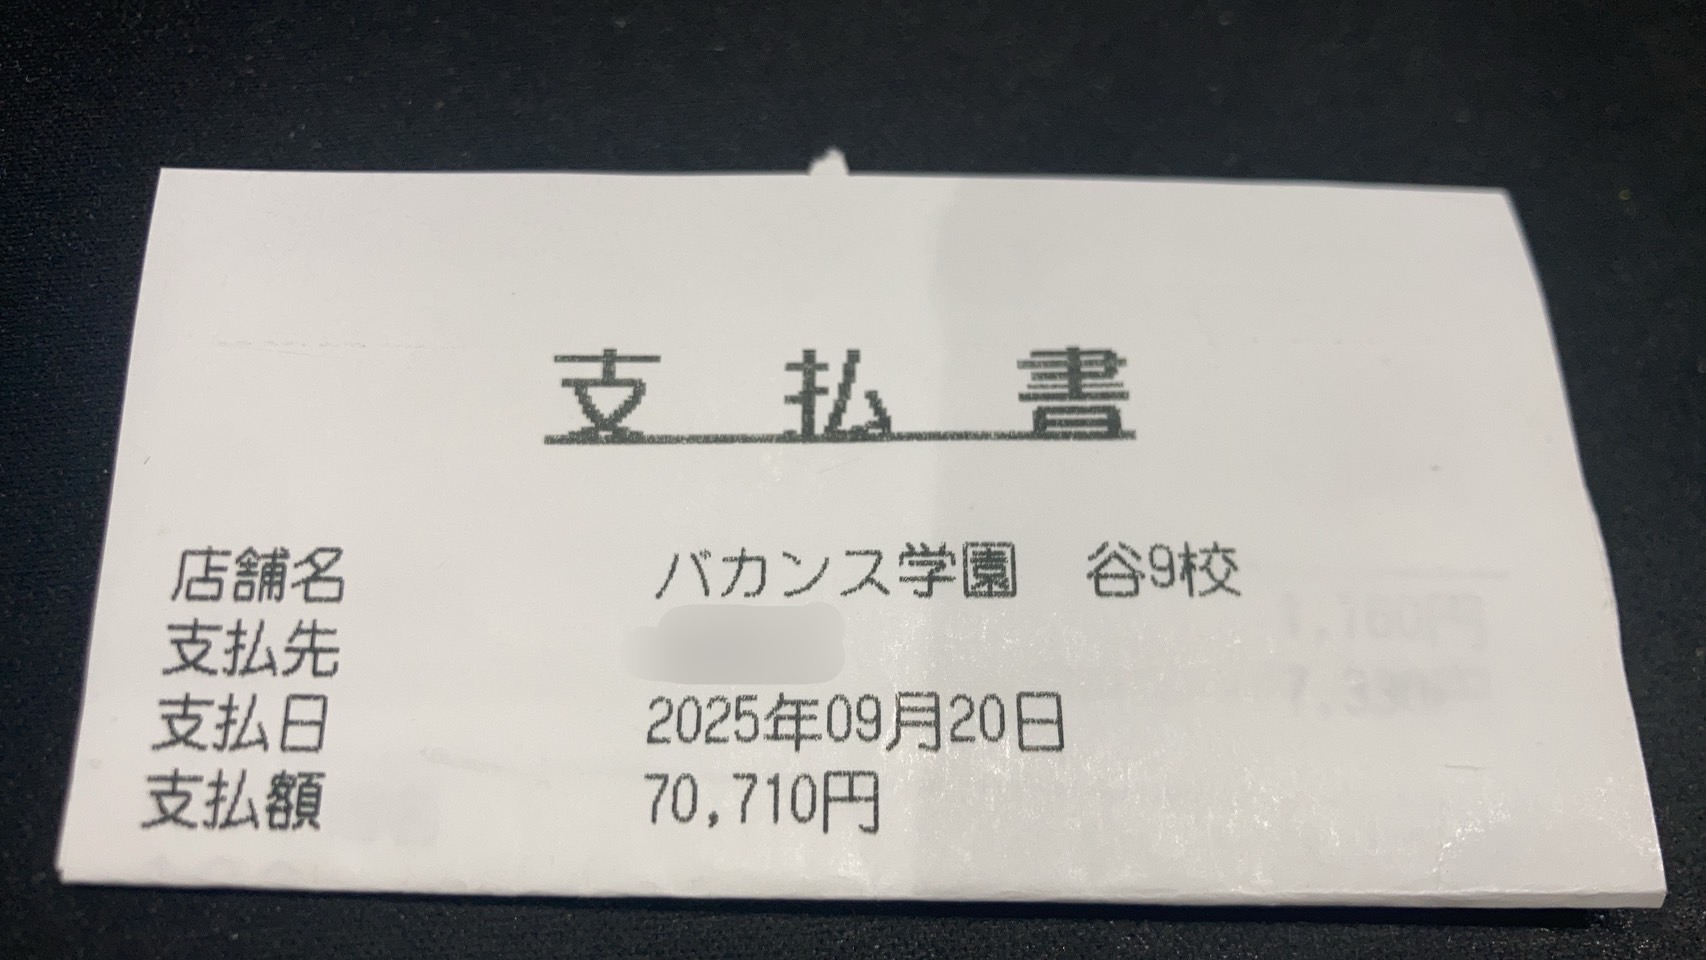 支払書
店舗名 バカンス学園 谷9校
支払先
支払日 2025年09月20日
支払額 70,710円